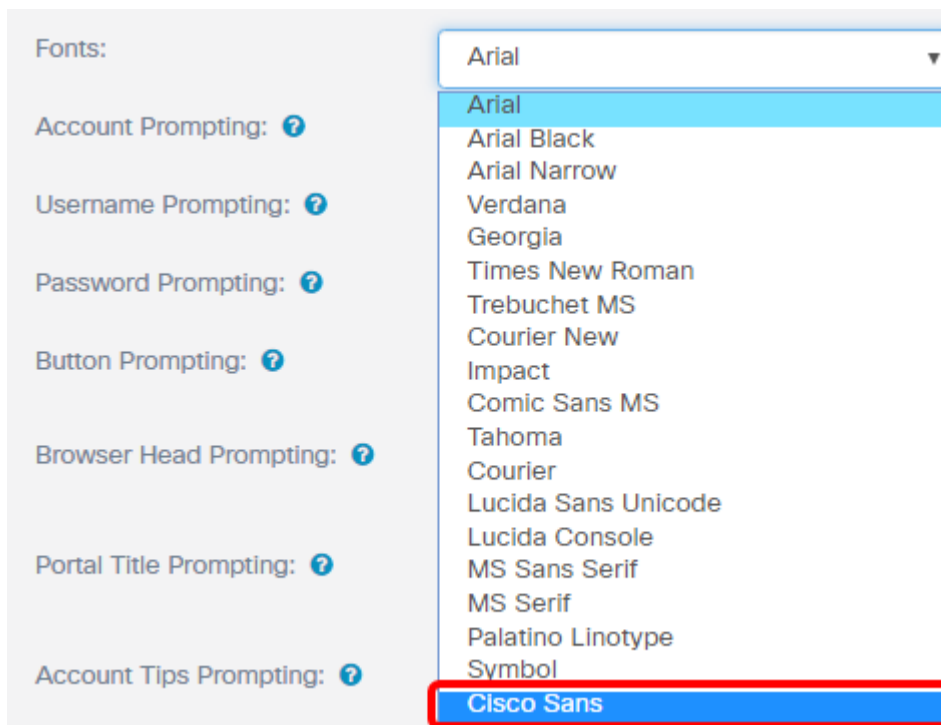 Fonts:
Arial
Arial
Account Prompting:
Arial Black
Arial Narrow
Username Prompting:
Verdana
Georgia
Password Prompting:
Times New Roman
Trebuchet MS
Courier New
Button Prompting:
Impact
Comic Sans MS
Tahoma
Browser Head Prompting:
Courier
Lucida Sans Unicode
Lucida Console
Portal Title Prompting:
MS Sans Serif
MS Serif
Palatino Linotype
Account Tips Prompting:
Symbol
Cisco Sans